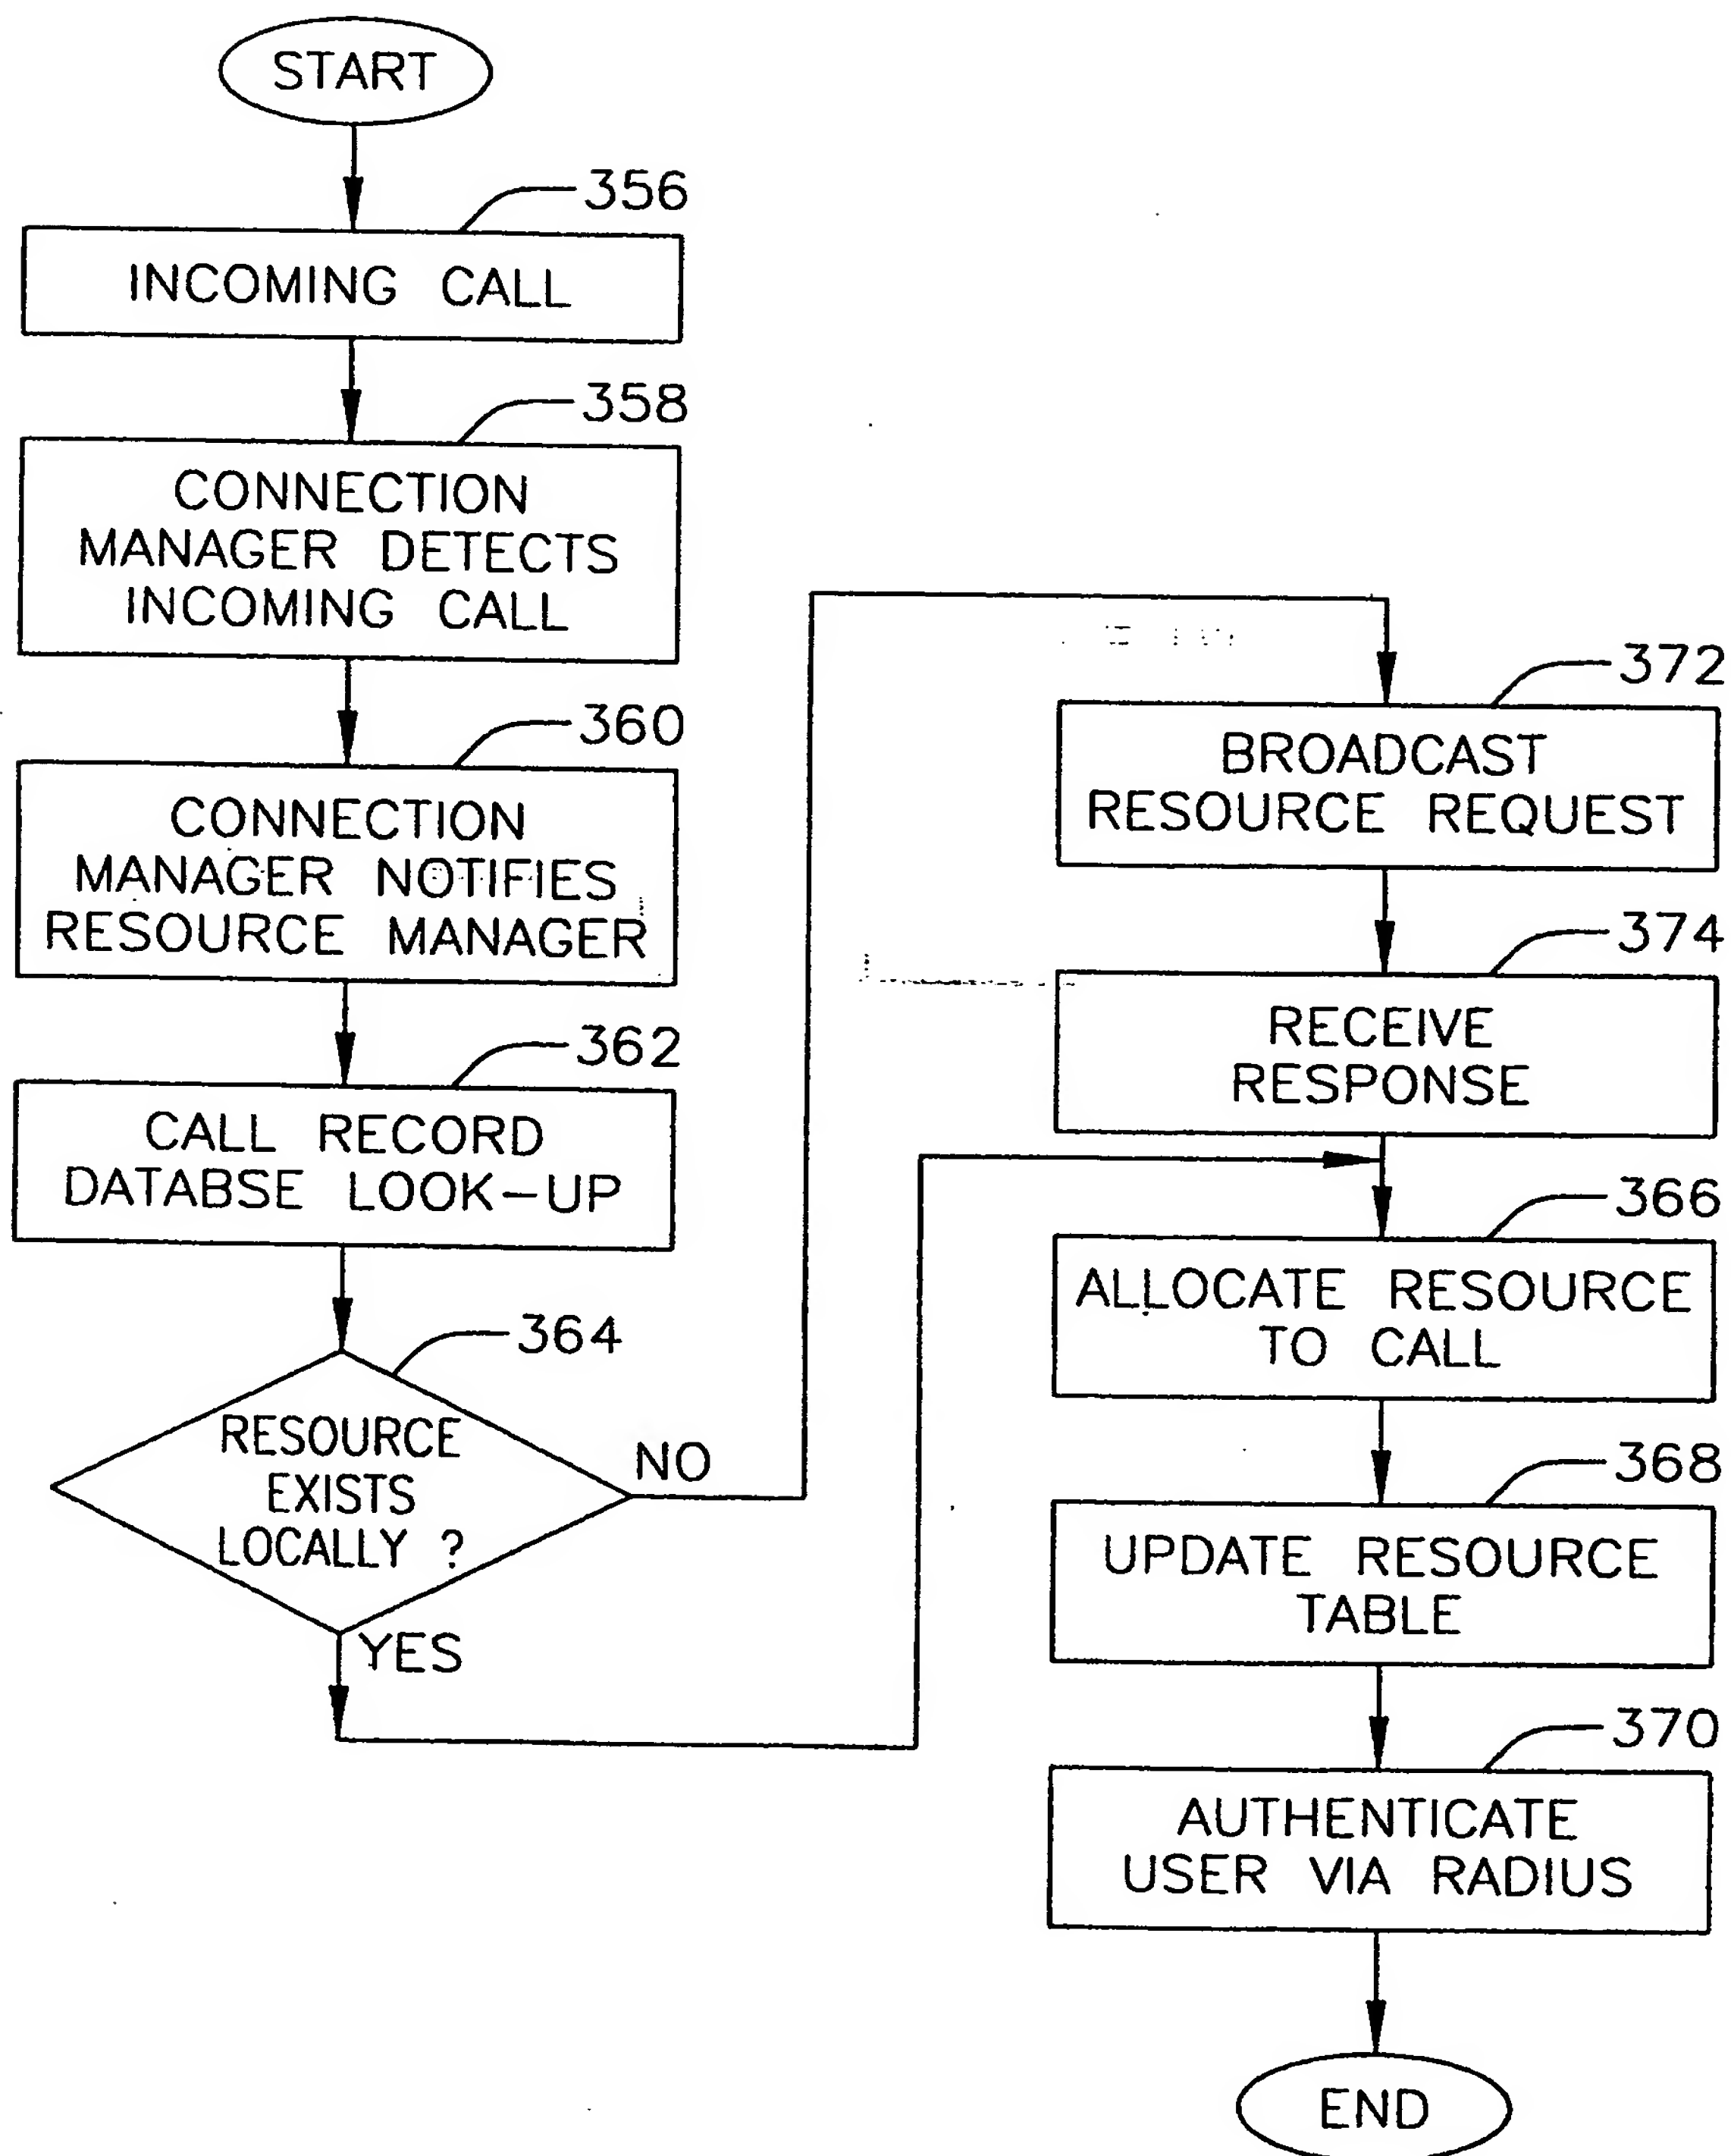 START
356
INCOMING CALL
358
CONNECTION
MANAGER DETECTS
INCOMING CALL
360
CONNECTION
MANAGER NOTIFIES
RESOURCE MANAGER
362
CALL RECORD
DATABSE LOOK-UP
364
RESOURCE
EXISTS
LOCALLY ?
NO
YES
372
BROADCAST
RESOURCE REQUEST
374
RECEIVE
RESPONSE
366
ALLOCATE RESOURCE
TO CALL
368
UPDATE RESOURCE
TABLE
370
AUTHENTICATE
USER VIA RADIUS
END